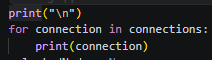 print("\n")
for connection in connections:
    print(connection)